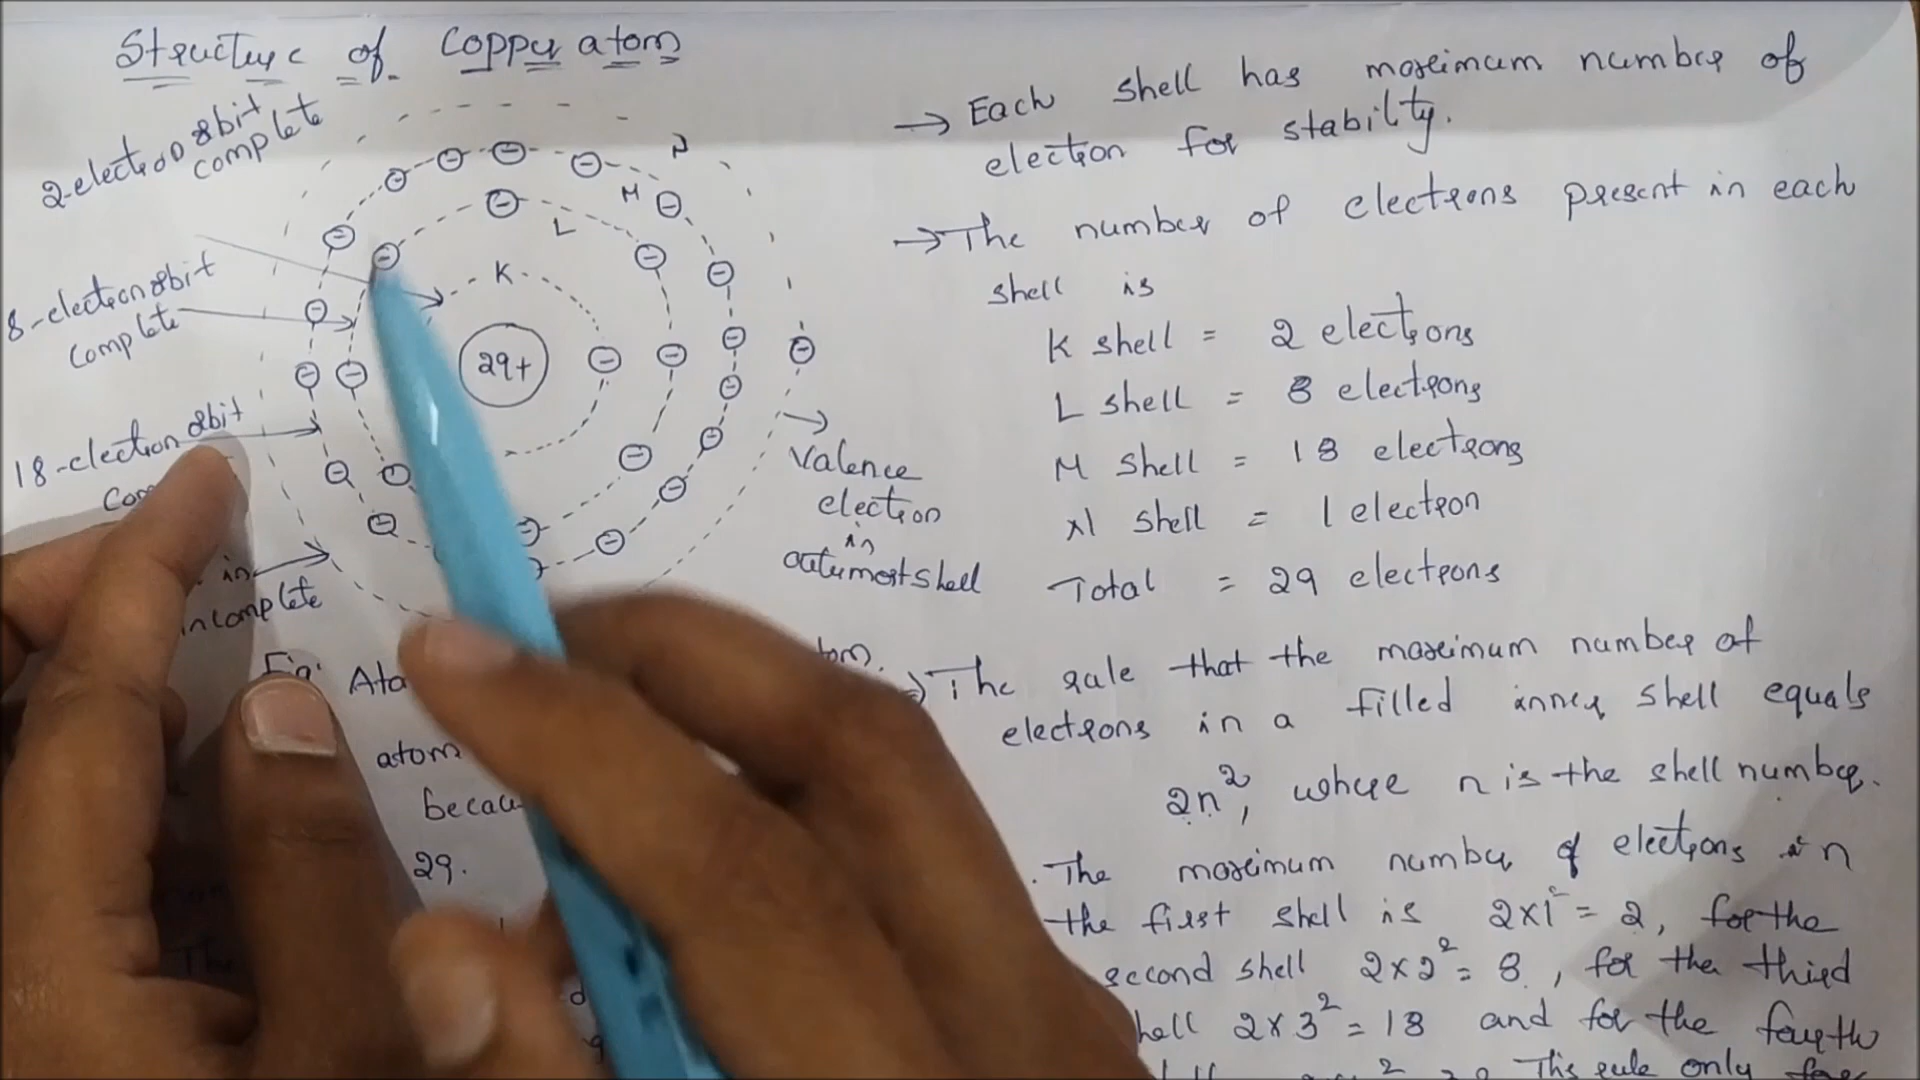 Structure of Copper atom
2-electron orbit
complete
8-electron orbit
complete
18-electron orbit
in
incomplete
K
L
M
N
29+
Valence
electron
in
outermost shell
Fig: Ato
atom
29.
→ Each shell has maximum number of
electron for stability.
→ The number of electrons present in each
shell is
K shell = 2 electrons
L shell = 8 electrons
M shell = 18 electrons
N shell = 1 electron
Total = 29 electrons
The rule that the maximum number of
electrons in a filled inner shell equals
2n², where n is the shell number.
The maximum number of electrons in
the first shell is 2×1² = 2, for the
second shell 2×2² = 8, for the third
2×3² = 18 and for the fourth
This rule only